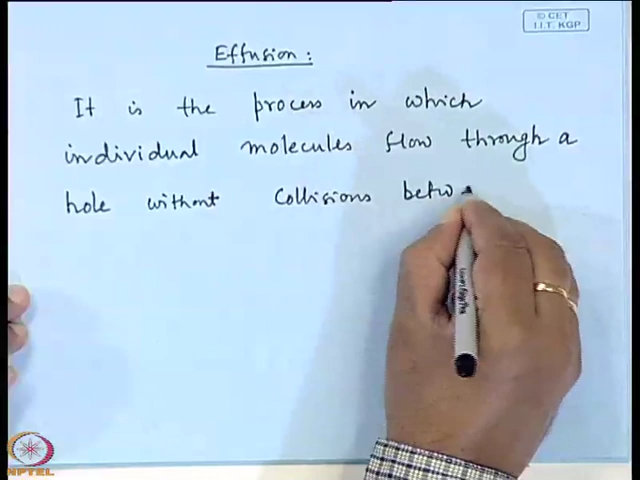 © CET
I.I.T. KGP
Effusion:
It is the process in which
individual molecules flow through a
hole without collisions betw
NPTEL